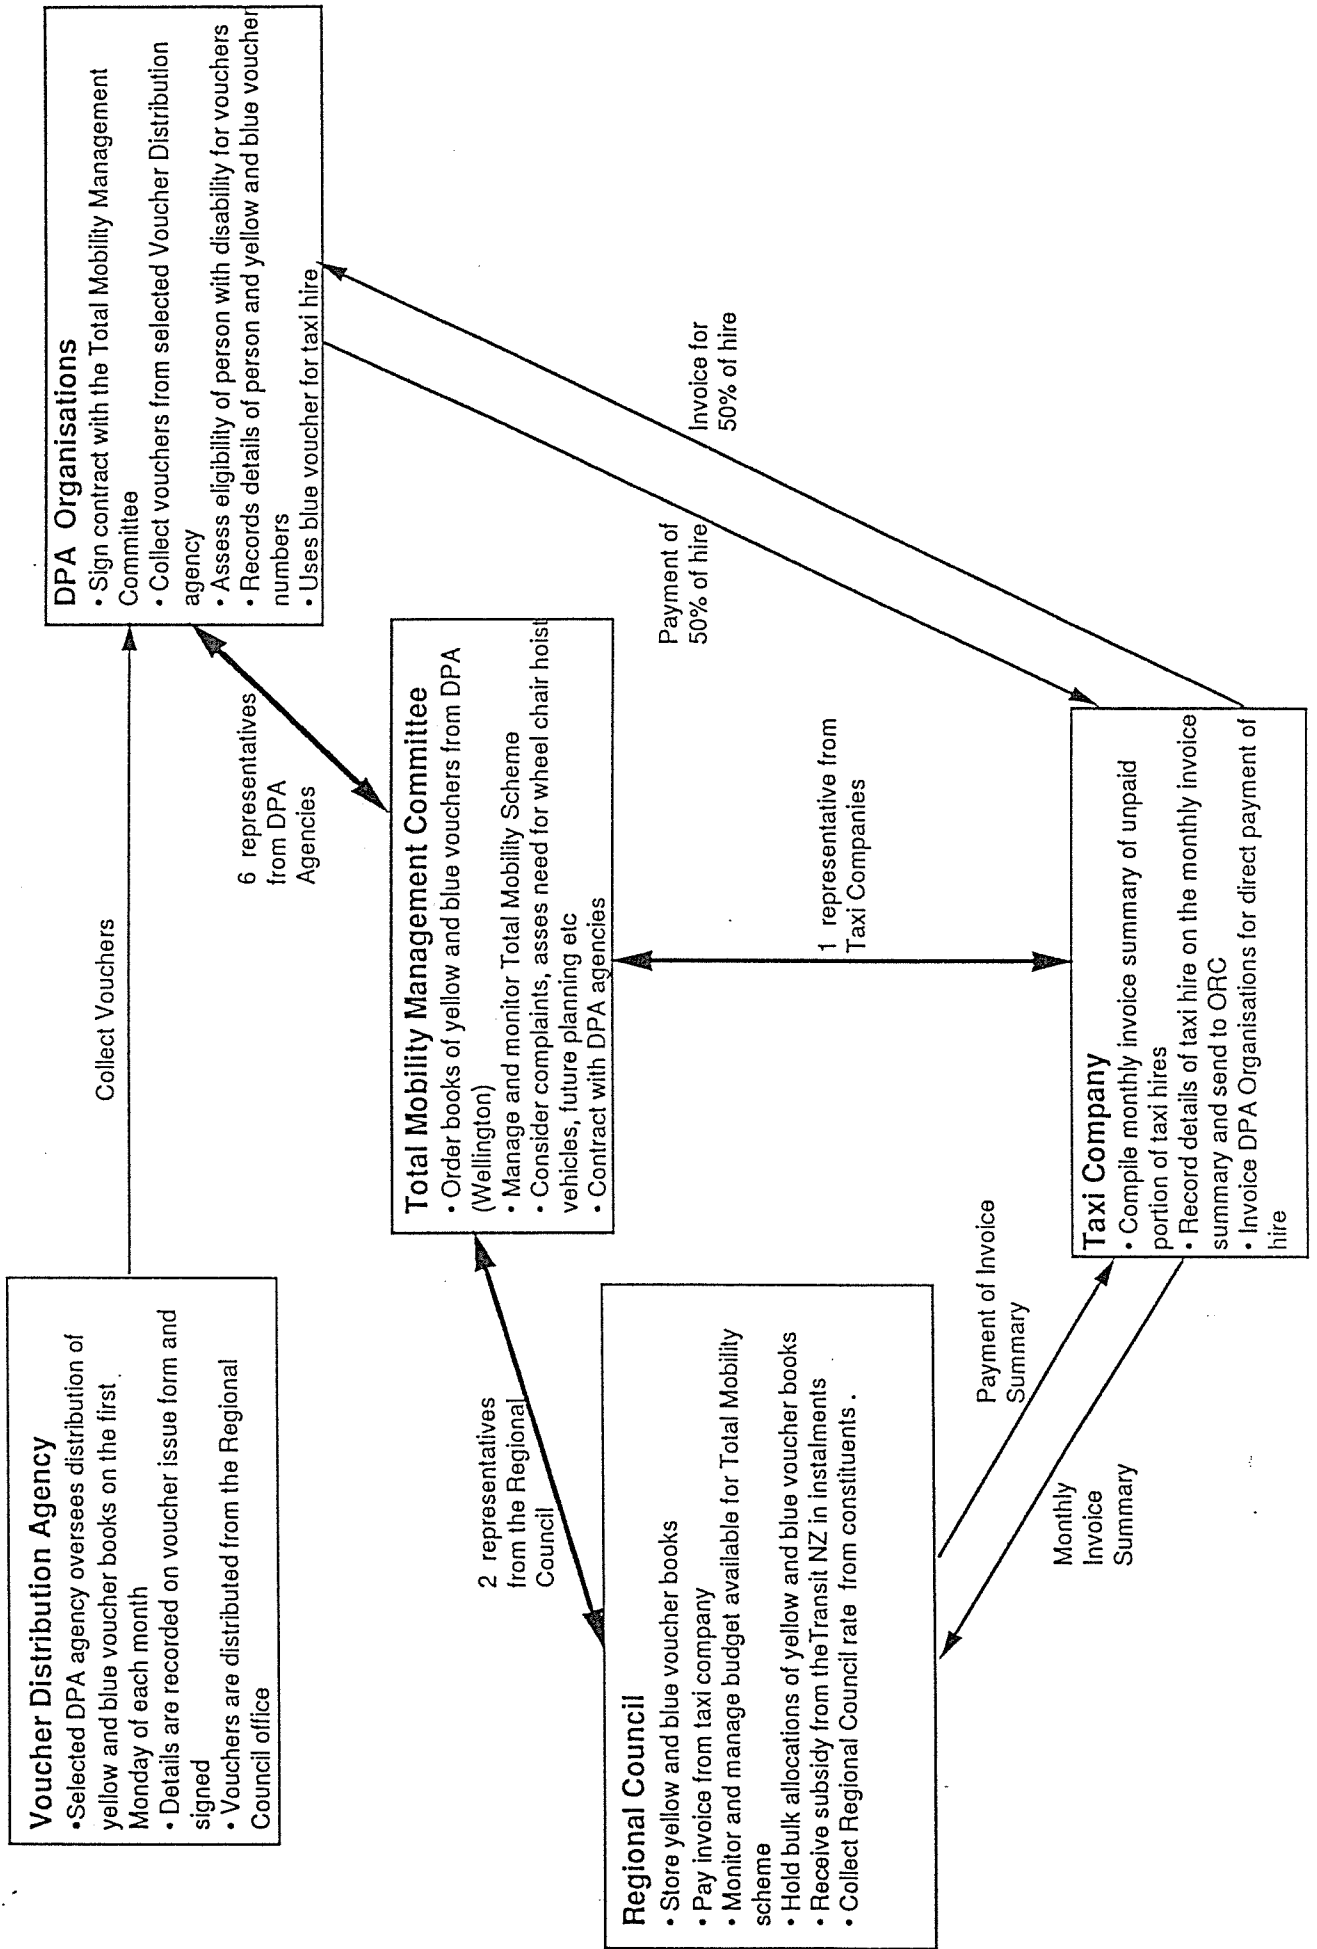 Voucher Distribution Agency
•Selected DPA agency oversees distribution of
yellow and blue voucher books on the first
Monday of each month
• Details are recorded on voucher issue form and
signed
• Vouchers are distributed from the Regional
Council office
Collect Vouchers
DPA Organisations
• Sign contract with the Total Mobility Management
Committee
• Collect vouchers from selected Voucher Distribution
agency
• Assess eligibility of person with disability for vouchers
• Records details of person and yellow and blue voucher
numbers
• Uses blue voucher for taxi hire
6 representatives
from DPA
Agencies
Total Mobility Management Committee
• Order books of yellow and blue vouchers from DPA
(Wellington)
• Manage and monitor Total Mobility Scheme
• Consider complaints, asses need for wheel chair hoist
vehicles, future planning etc
• Contract with DPA agencies
2 representatives
from the Regional
Council
Regional Council
• Store yellow and blue voucher books
• Pay invoice from taxi company
• Monitor and manage budget available for Total Mobility
scheme
• Hold bulk allocations of yellow and blue voucher books
• Receive subsidy from theTransit NZ in instalments
• Collect Regional Council rate from constituents .
1 representative from
Taxi Companies
Payment of
50% of hire
Invoice for
50% of hire
Payment of Invoice
Summary
Monthly
Invoice
Summary
Taxi Company
• Compile monthly invoice summary of unpaid
portion of taxi hires
• Record details of taxi hire on the monthly invoice
summary and send to ORC
• Invoice DPA Organisations for direct payment of
hire